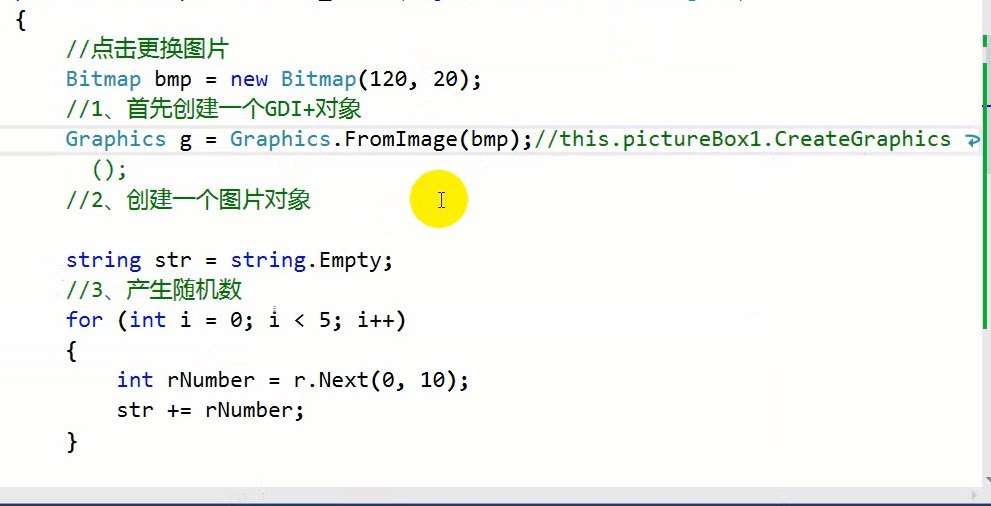 {
//点击更换图片
Bitmap bmp = new Bitmap(120, 20);
//1、首先创建一个GDI+对象
Graphics g = Graphics.FromImage(bmp);//this.pictureBox1.CreateGraphics
();
//2、创建一个图片对象
string str = string.Empty;
//3、产生随机数
for (int i = 0; i < 5; i++)
{
int rNumber = r.Next(0, 10);
str += rNumber;
}